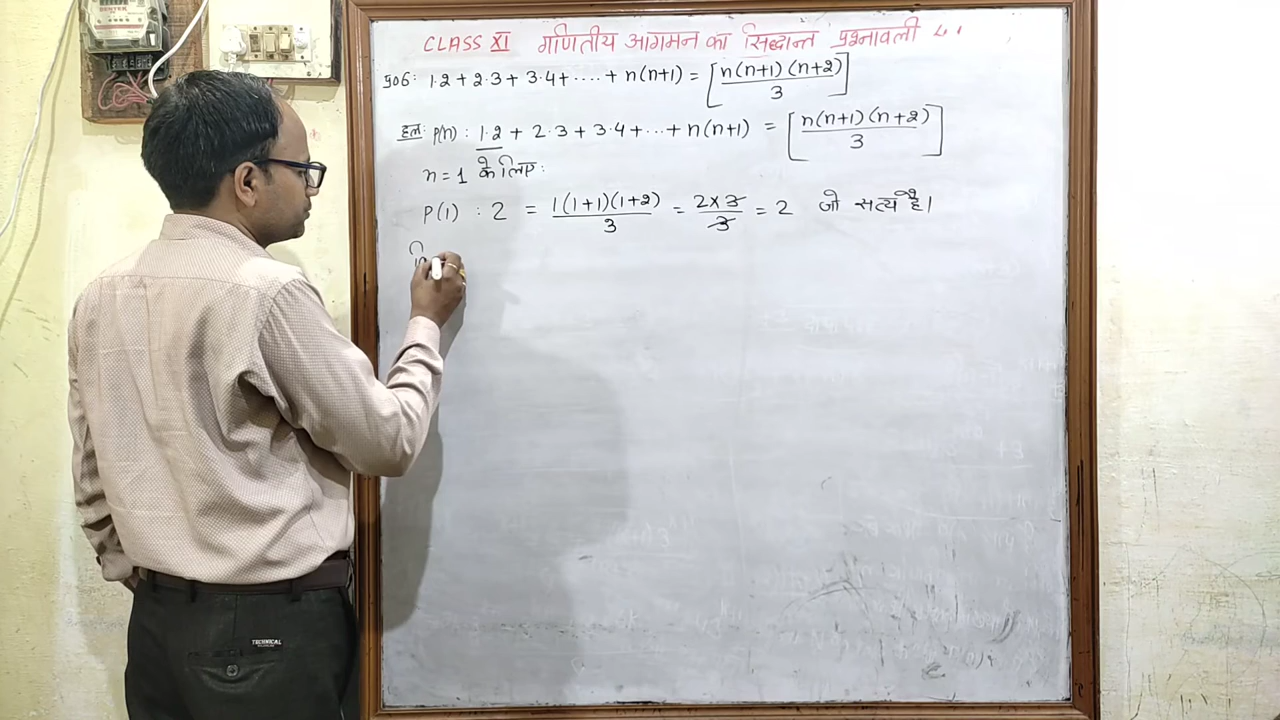 CLASS XI गणितीय आगमन का सिद्धान्त प्रश्नावली 4.1
प्र०6: 1.2 + 2.3 + 3.4 + .... + n(n+1) = [n(n+1)(n+2)/3]
हल: P(n) : 1.2 + 2.3 + 3.4 + ... + n(n+1) = [n(n+1)(n+2)/3]
n = 1 के लिए:
P(1) : 2 = 1(1+1)(1+2)/3 = 2×3/3 = 2 जो सत्य है।
TECHNICAL